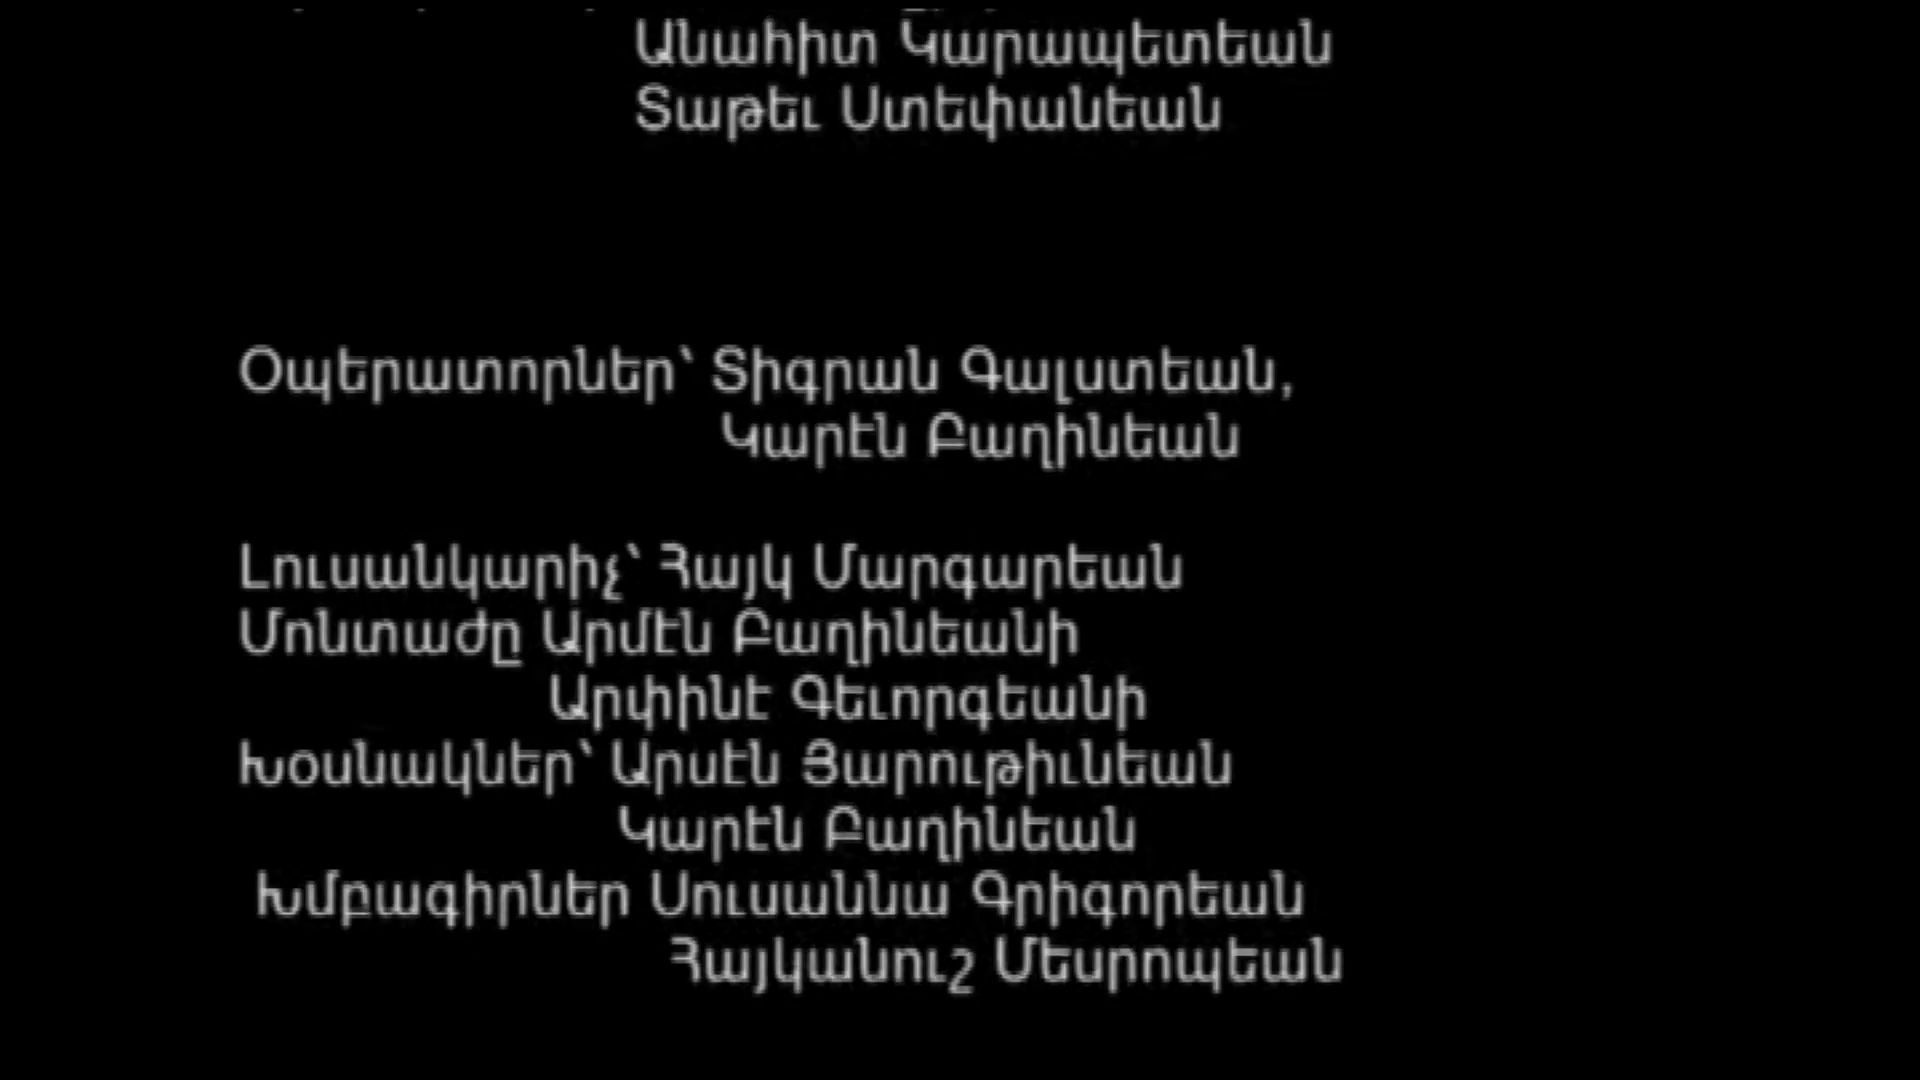 Անահիտ Կարապետեան
Տաթեւ Ստեփանեան
Օպերատորներ՝ Տիգրան Գալստեան,
Կարէն Բաղինեան
Լուսանկարիչ՝ Հայկ Մարգարեան
Մոնտաժը Արմէն Բաղինեանի
Արփինէ Գեւորգեանի
Խօսնակներ՝ Արսէն Յարութիւնեան
Կարէն Բաղինեան
Խմբագիրներ Սուսաննա Գրիգորեան
Հայկանուշ Մեսրոպեան